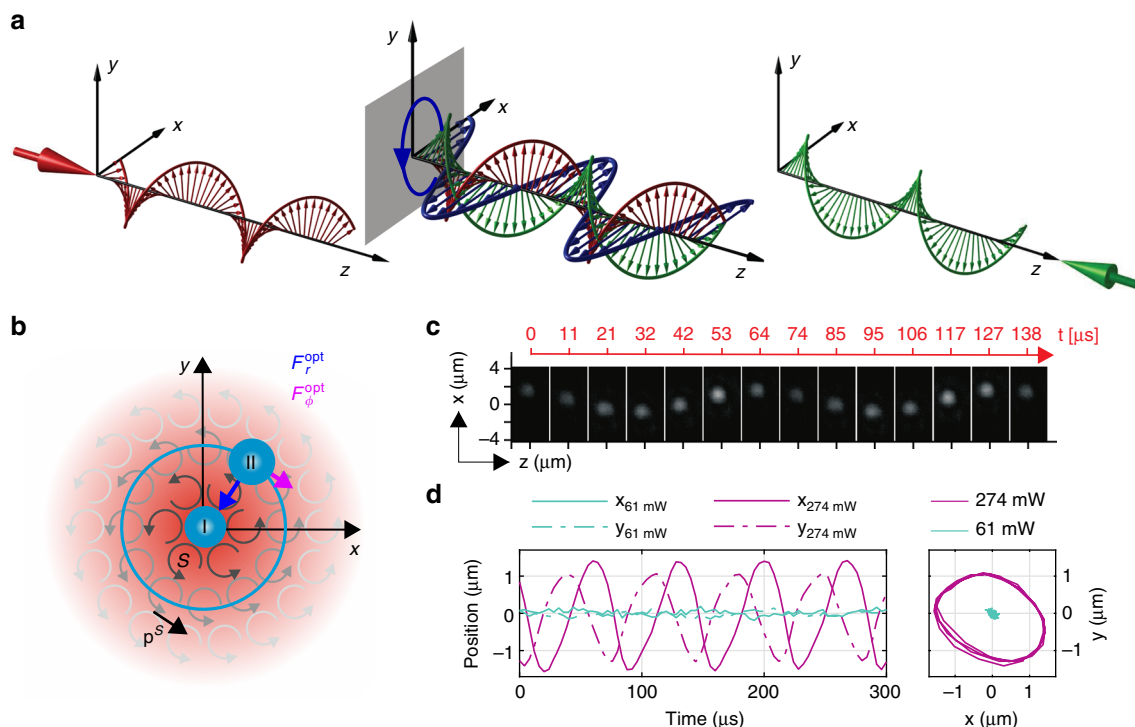 a
y
x
z
y
x
z
y
x
z
b
y
F_r^opt
F_ϕ^opt
II
I
S
x
p^S
c
0 11 21 32 42 53 64 74 85 95 106 117 127 138 t [μs]
x (μm)
4
0
−4
z (μm)
d
x_61 mW x_274 mW 274 mW
y_61 mW y_274 mW 61 mW
Position (μm)
1
0
−1
0 100 200 300
Time (μs)
1
0
−1
y (μm)
−1 0 1
x (μm)